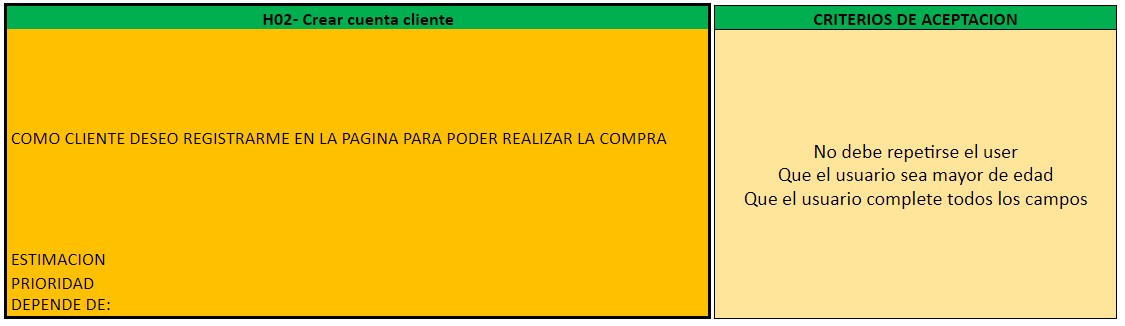 H02- Crear cuenta cliente
COMO CLIENTE DESEO REGISTRARME EN LA PAGINA PARA PODER REALIZAR LA COMPRA
ESTIMACION
PRIORIDAD
DEPENDE DE:
CRITERIOS DE ACEPTACION
No debe repetirse el user
Que el usuario sea mayor de edad
Que el usuario complete todos los campos